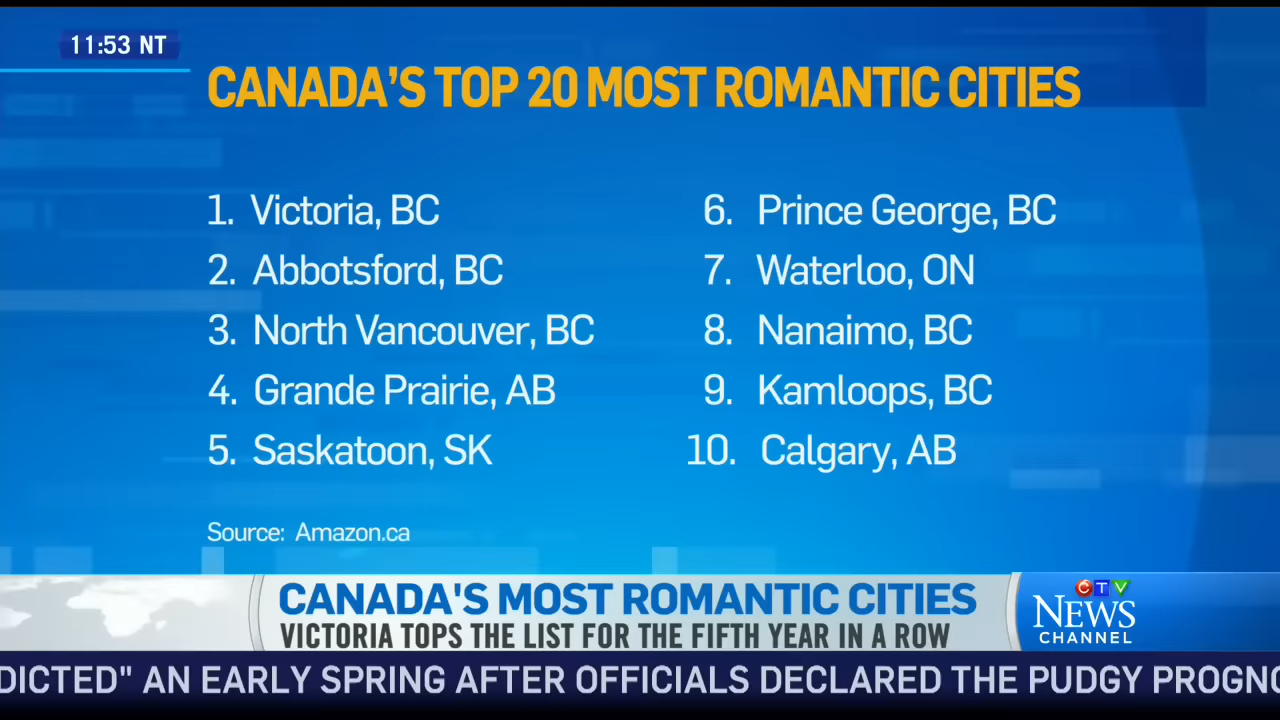 11:53 NT
CANADA'S TOP 20 MOST ROMANTIC CITIES
1. Victoria, BC
2. Abbotsford, BC
3. North Vancouver, BC
4. Grande Prairie, AB
5. Saskatoon, SK
6. Prince George, BC
7. Waterloo, ON
8. Nanaimo, BC
9. Kamloops, BC
10. Calgary, AB
Source: Amazon.ca
CANADA'S MOST ROMANTIC CITIES
VICTORIA TOPS THE LIST FOR THE FIFTH YEAR IN A ROW
CTV
NEWS
CHANNEL
DICTED" AN EARLY SPRING AFTER OFFICIALS DECLARED THE PUDGY PROGNO